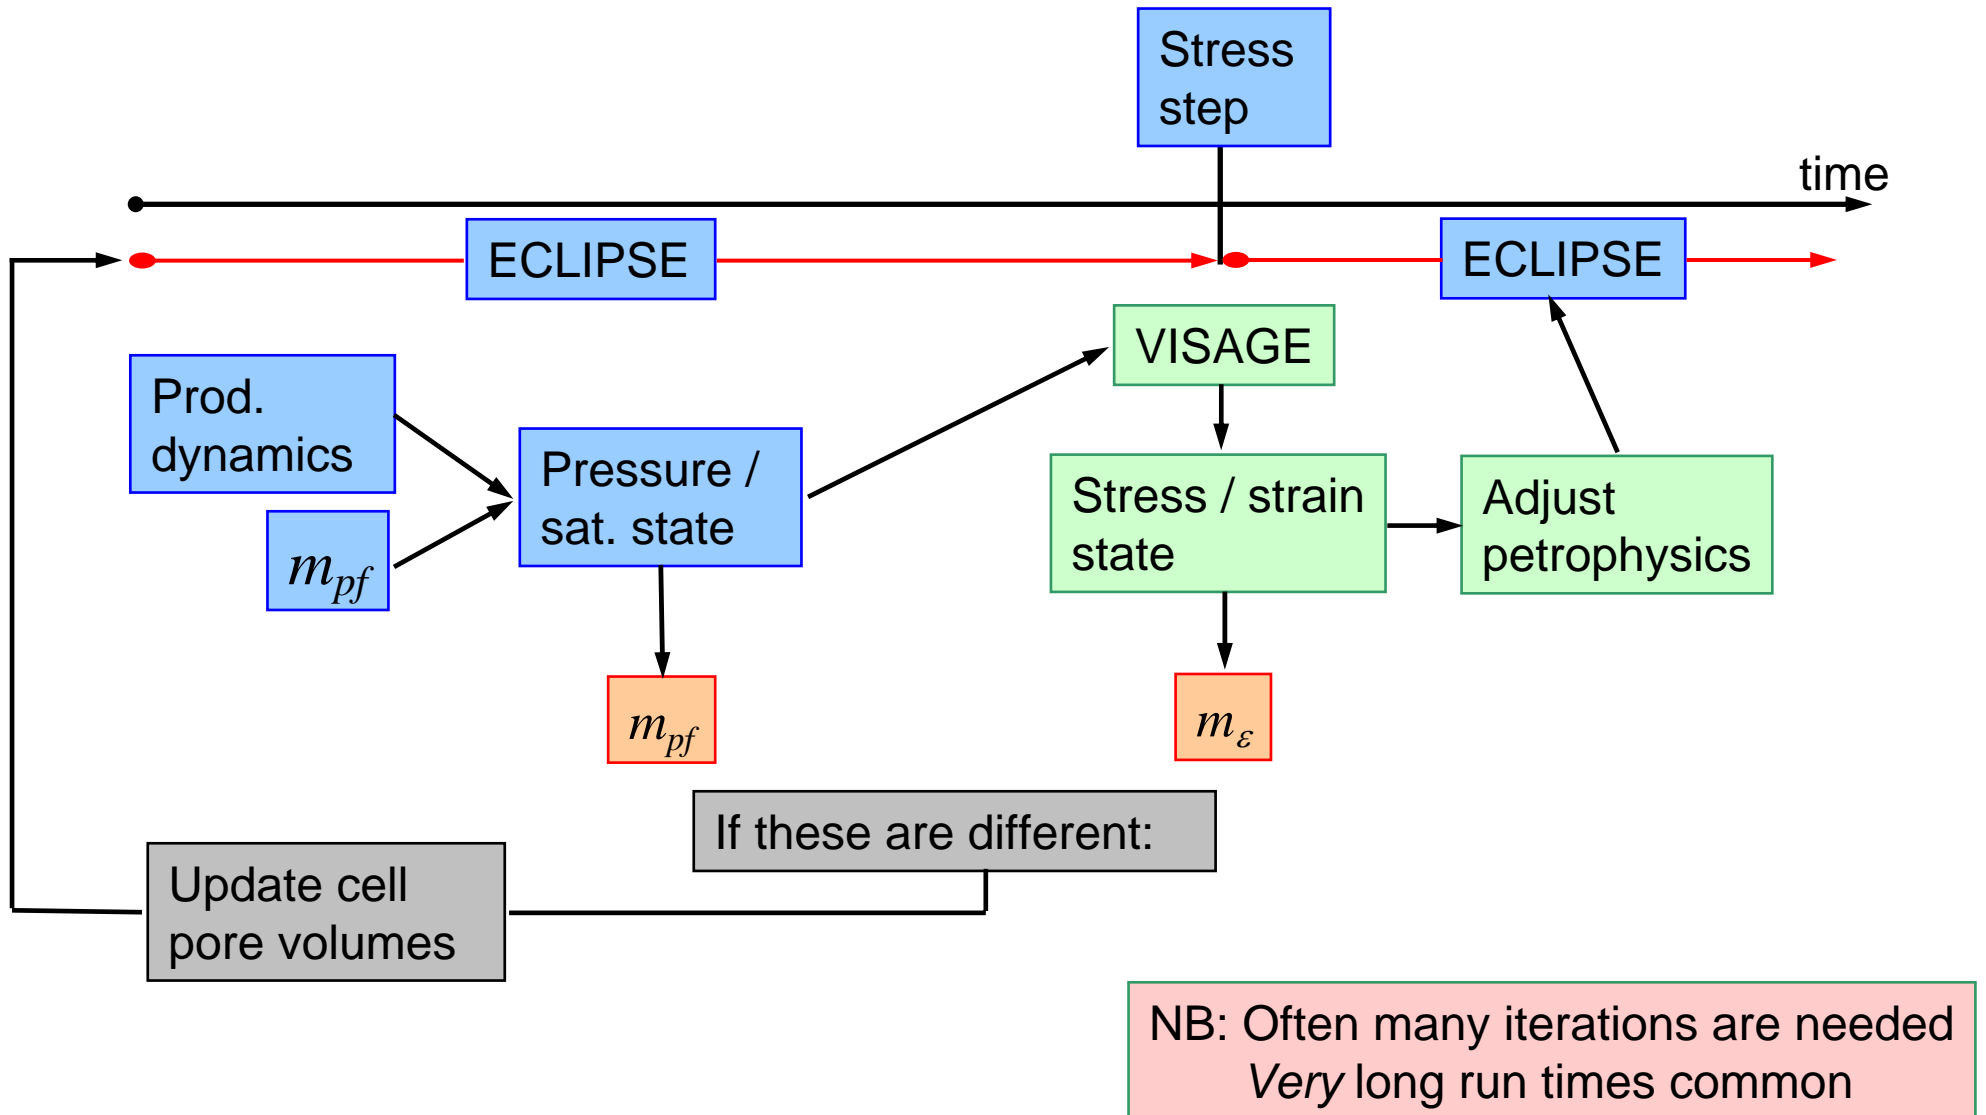 Stress
step
time
ECLIPSE
ECLIPSE
VISAGE
Prod.
dynamics
Pressure /
sat. state
Stress / strain
state
Adjust
petrophysics
m_pf
m_pf
m_ε
If these are different:
Update cell
pore volumes
NB: Often many iterations are needed
Very long run times common